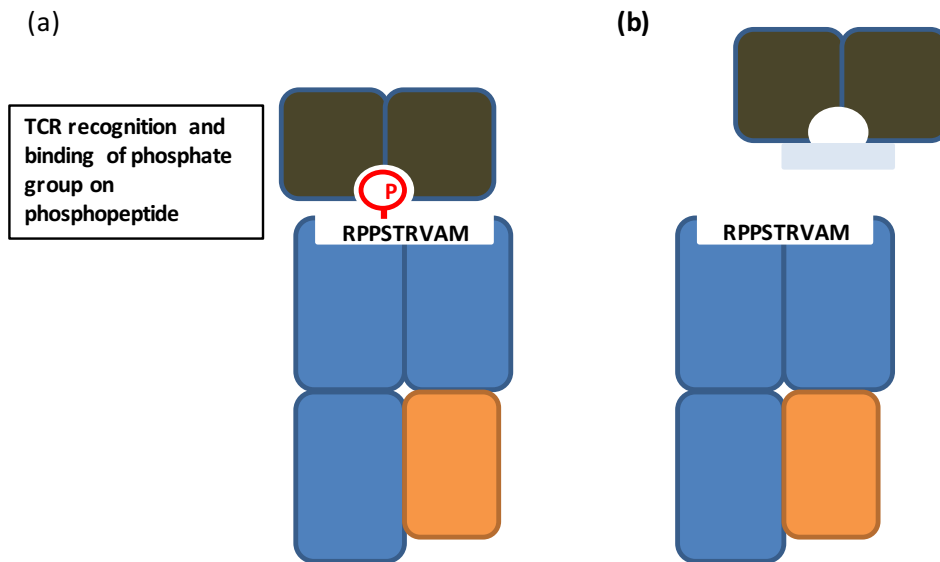 (a)
(b)
TCR recognition and
binding of phosphate
group on
phosphopeptide
P
RPPSTRVAM
RPPSTRVAM